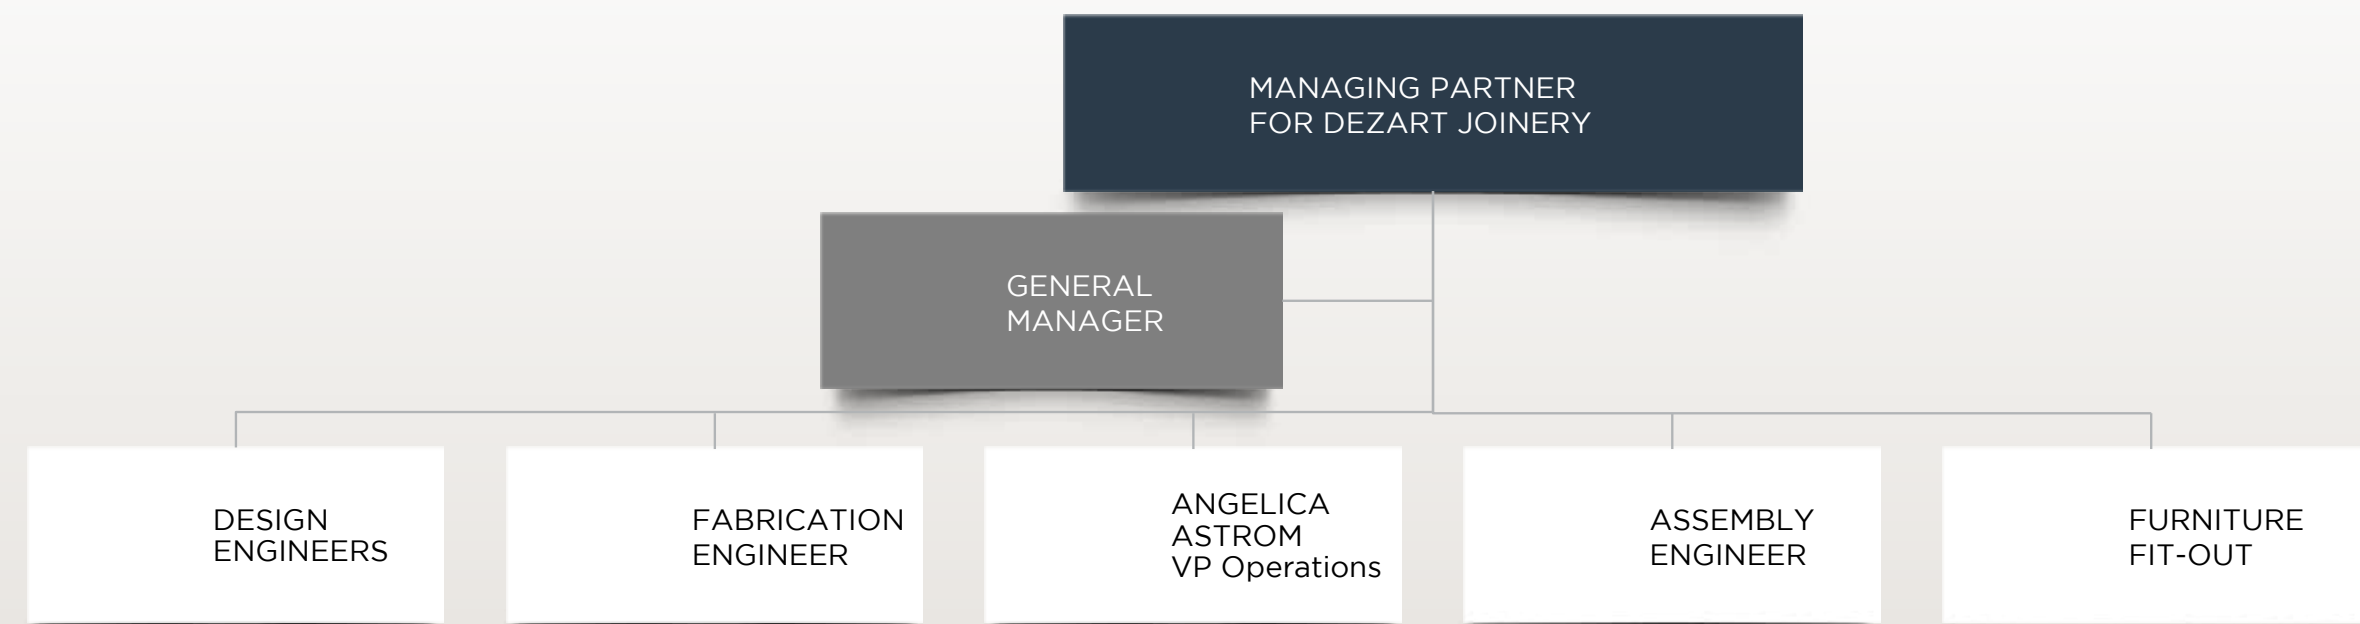 MANAGING PARTNER
FOR DEZART JOINERY
GENERAL
MANAGER
DESIGN
ENGINEERS
FABRICATION
ENGINEER
ANGELICA
ASTROM
VP Operations
ASSEMBLY
ENGINEER
FURNITURE
FIT-OUT